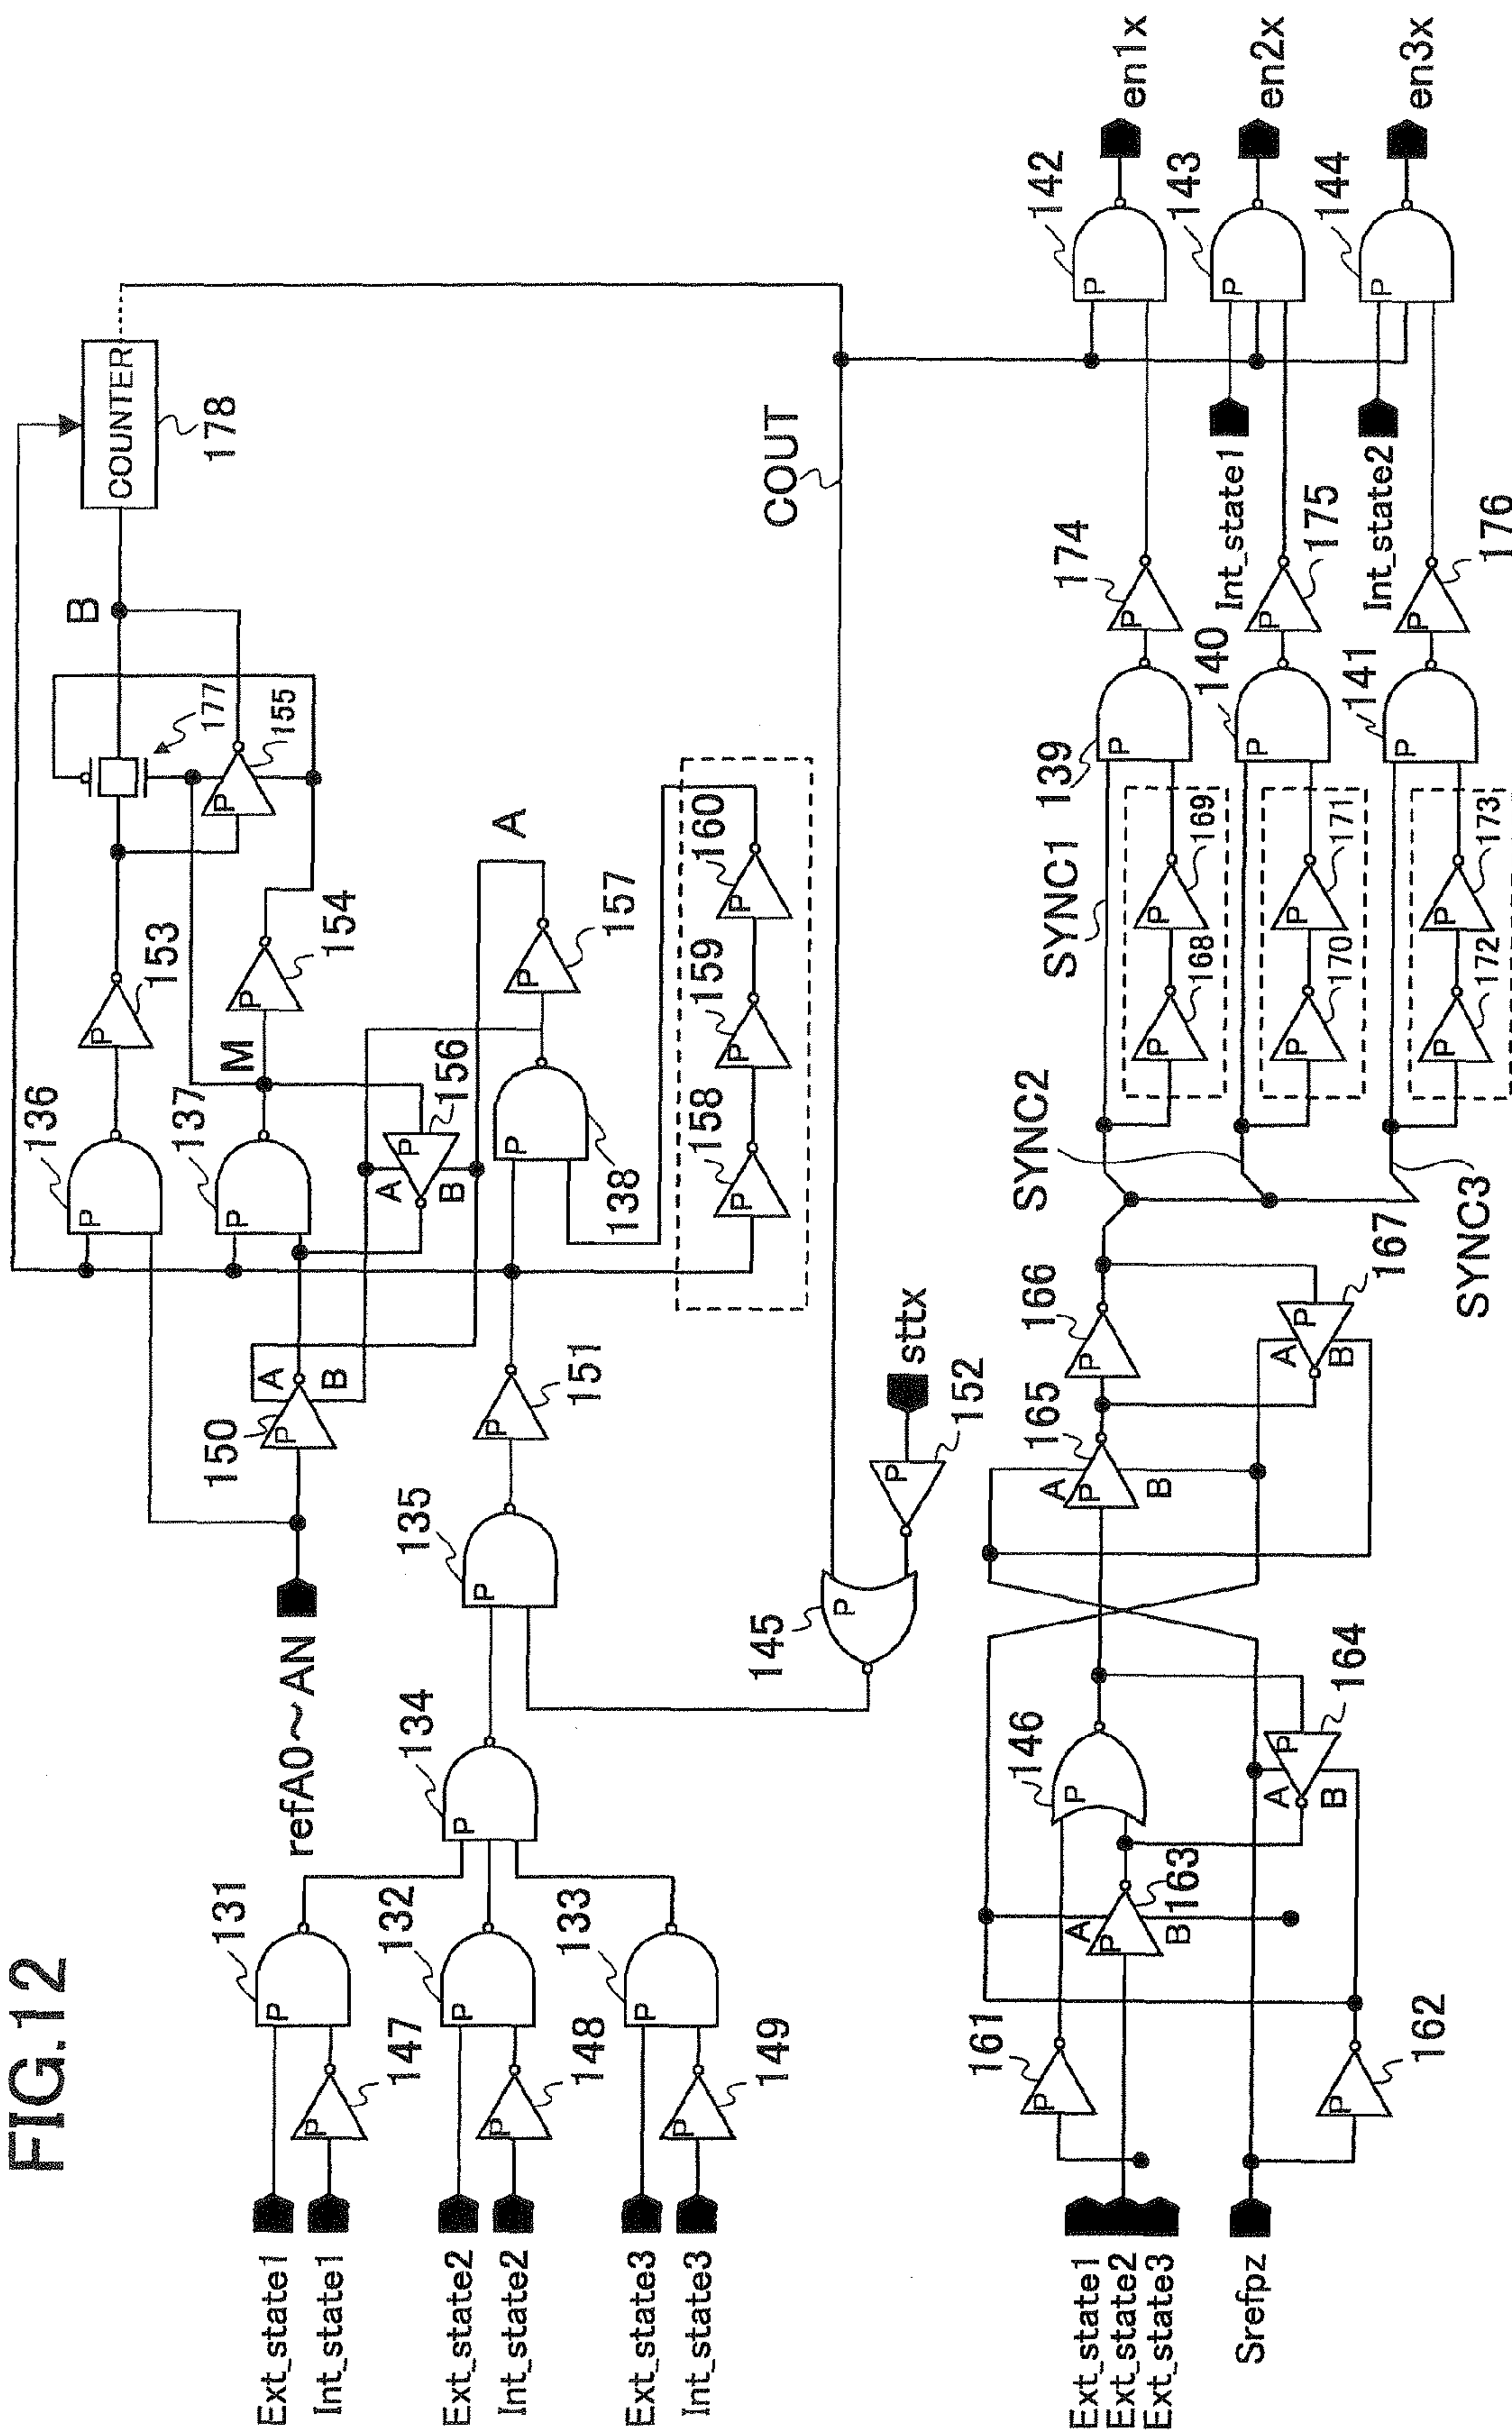 FIG.12
Ext_state1
Int_state1
Ext_state2
Int_state2
Ext_state3
Int_state3
P
131
P
147
P
132
P
148
P
133
P
149
P
134
refA0~AN
P
135
P
150
A
B
P
151
P
136
P
137
M
P
153
P
154
177
P
155
B
COUNTER
178
P
156
A
B
P
138
P
157
A
P
158
P
159
P
160
COUT
P
145
sttx
P
152
Ext_state1
Ext_state2
Ext_state3
Srefpz
P
161
P
162
P
163
A
B
P
146
P
164
A
B
P
165
A
B
P
166
P
167
A
B
SYNC1
SYNC2
SYNC3
P
168
P
169
P
170
P
171
P
172
P
173
P
139
P
140
P
141
P
174
P
175
P
176
Int_state1
Int_state2
P
142
P
143
P
144
en1x
en2x
en3x